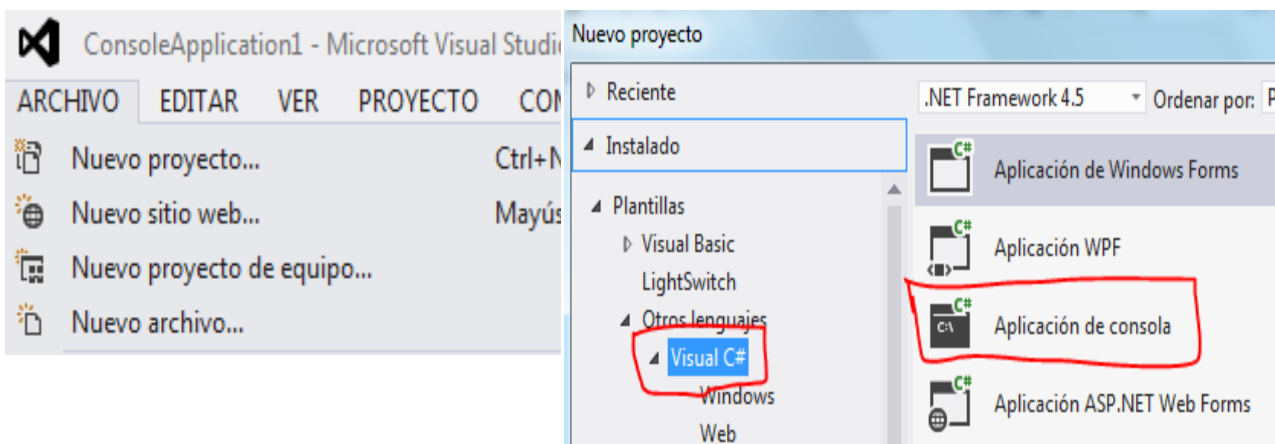 ConsoleApplication1 - Microsoft Visual Studio
ARCHIVO EDITAR VER PROYECTO COM
Nuevo proyecto... Ctrl+N
Nuevo sitio web... Mayús
Nuevo proyecto de equipo...
Nuevo archivo...
Nuevo proyecto
Reciente
.NET Framework 4.5 Ordenar por: P
Instalado
Plantillas
Visual Basic
LightSwitch
Otros lenguajes
Visual C#
Windows
Web
C# Aplicación de Windows Forms
C# Aplicación WPF
C# C:\ Aplicación de consola
C# Aplicación ASP.NET Web Forms